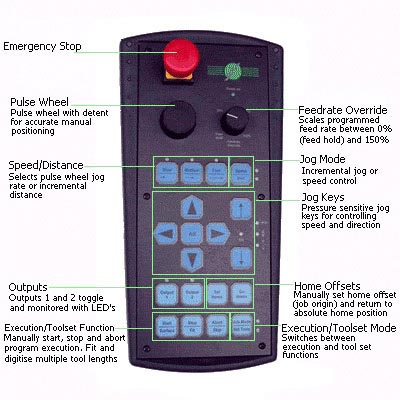 Emergency Stop
Pulse Wheel
Pulse wheel with detent
for accurate manual
positioning
Feedrate Override
Scales programmed
feed rate between 0%
(feed hold) and 150%
Speed/Distance
Selects pulse wheel jog
rate or incremental
distance
Jog Mode
Incremental jog or
speed control
Jog Keys
Pressure sensitive jog
keys for controlling
speed and direction
Outputs
Outputs 1 and 2 toggle
and monitored with LED's
Output 1
Output 2
Home Offsets
Manually set home offset
(job origin) and return to
absolute home position
Execution/Toolset Function
Manually start, stop and abort
program execution. Fit and
digitise multiple tool lengths
Execution/Toolset Mode
Switches between
execution and tool set
functions